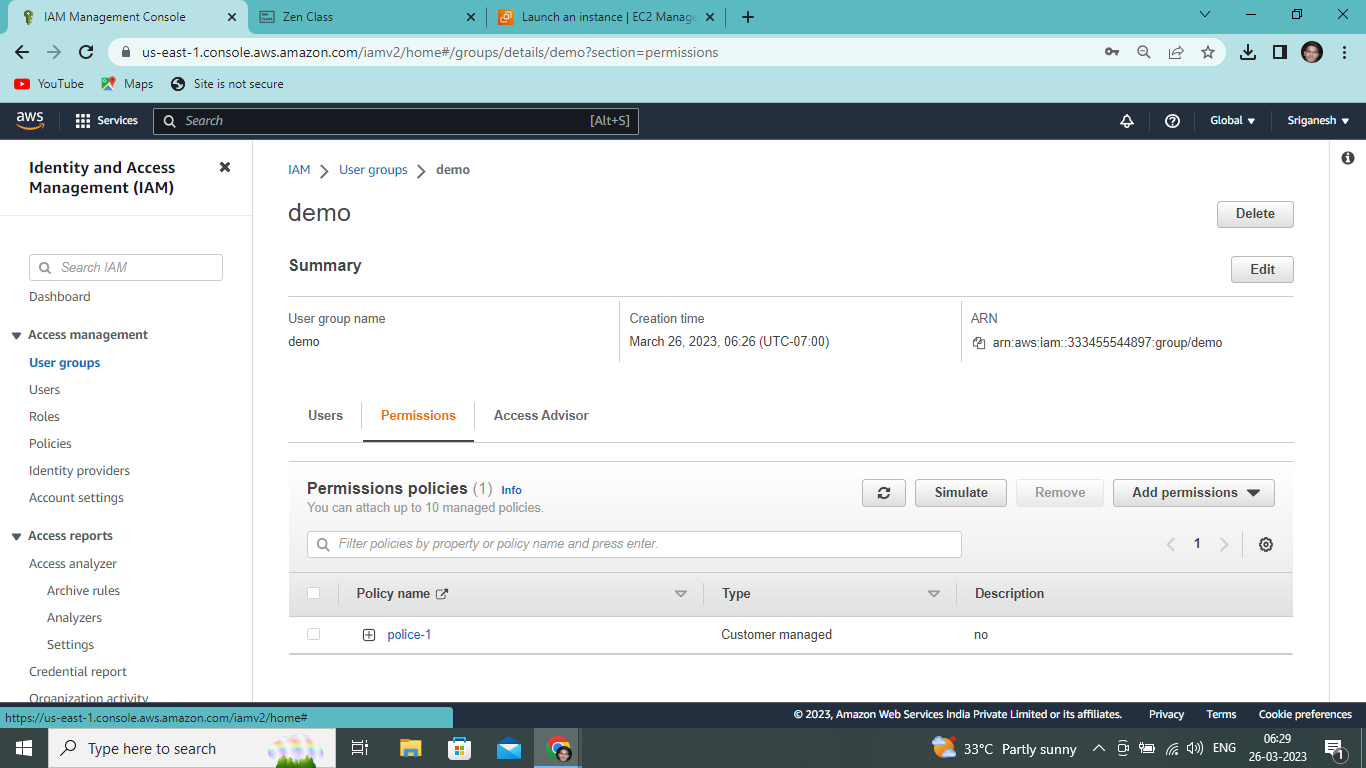 IAM Management Console
Zen Class
Launch an instance | EC2 Manage
us-east-1.console.aws.amazon.com/iamv2/home#/groups/details/demo?section=permissions
YouTube
Maps
Site is not secure
aws
Services
Search
[Alt+S]
Global
Sriganesh
Identity and Access
Management (IAM)
Search IAM
Dashboard
Access management
User groups
Users
Roles
Policies
Identity providers
Account settings
Access reports
Access analyzer
Archive rules
Analyzers
Settings
Credential report
Organization activity
IAM
User groups
demo
demo
Delete
Summary
Edit
User group name
demo
Creation time
March 26, 2023, 06:26 (UTC-07:00)
ARN
arn:aws:iam::333455544897:group/demo
Users
Permissions
Access Advisor
Permissions policies (1) Info
You can attach up to 10 managed policies.
Simulate
Remove
Add permissions
Filter policies by property or policy name and press enter.
1
Policy name
Type
Description
police-1
Customer managed
no
https://us-east-1.console.aws.amazon.com/iamv2/home#
© 2023, Amazon Web Services India Private Limited or its affiliates.
Privacy
Terms
Cookie preferences
Type here to search
33°C Partly sunny
ENG
06:29
26-03-2023
1